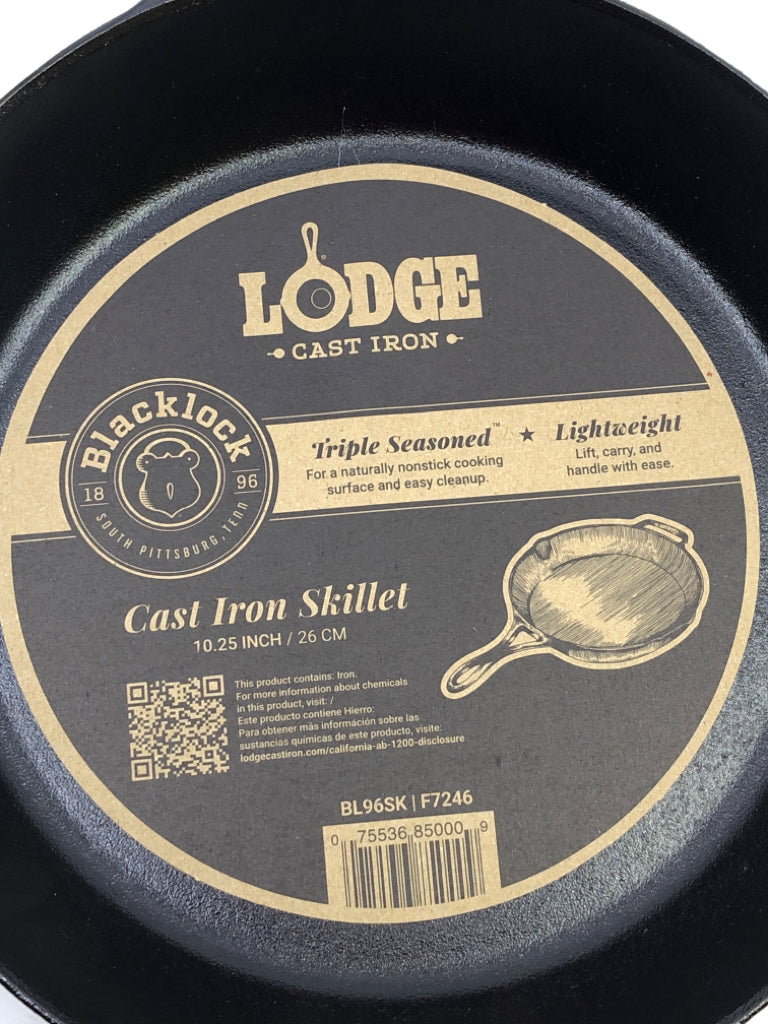 LODGE
CAST IRON
Blacklock
18 96
SOUTH PITTSBURG, TENN
Triple Seasoned™ ★ Lightweight
For a naturally nonstick cooking
surface and easy cleanup.
Lift, carry, and
handle with ease.
Cast Iron Skillet
10.25 INCH / 26 CM
This product contains: Iron.
For more information about chemicals
in this product, visit: /
Este producto contiene Hierro:
Para obtener más información sobre las
sustancias químicas de este producto, visite:
lodgecastiron.com/california-ab-1200-disclosure
BL96SK | F7246
0 75536 85000 9